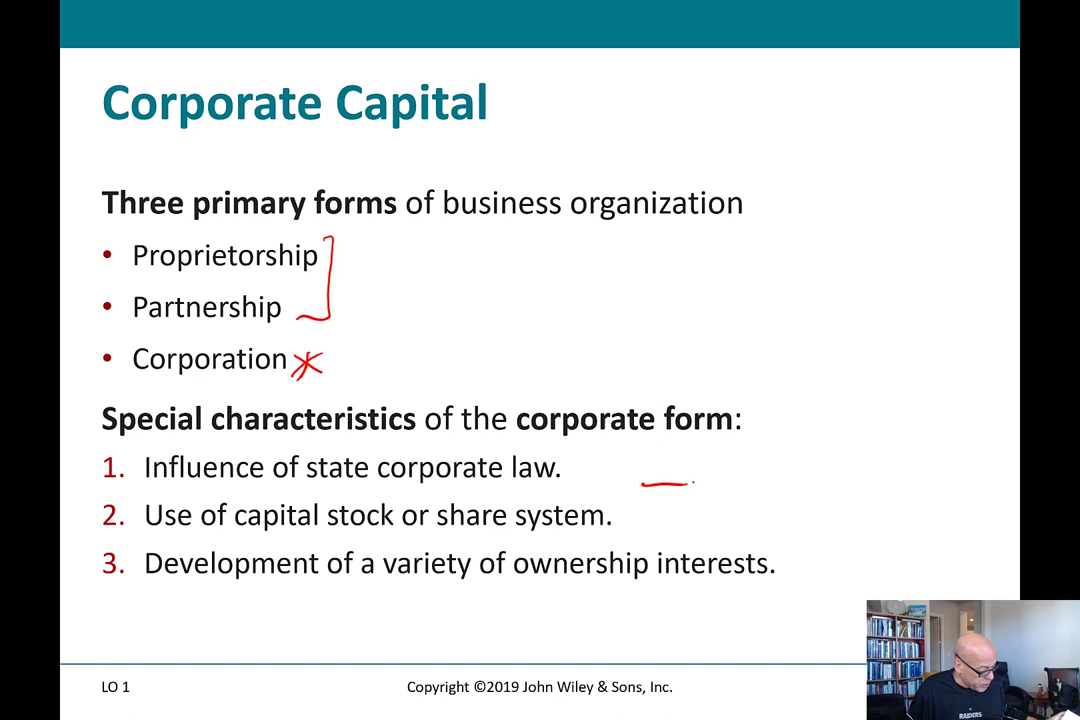 Corporate Capital
Three primary forms of business organization
• Proprietorship
• Partnership
• Corporation
Special characteristics of the corporate form:
1. Influence of state corporate law.
2. Use of capital stock or share system.
3. Development of a variety of ownership interests.
LO 1
Copyright ©2019 John Wiley & Sons, Inc.
RAIDERS